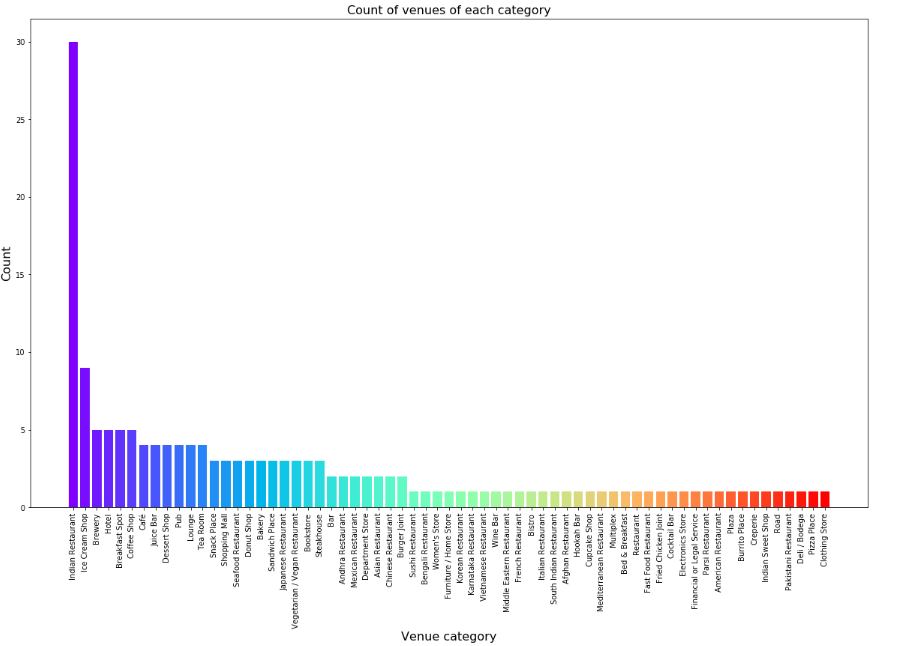 Count of venues of each category
30
25
20
15
10
5
0
Count
Indian Restaurant
Ice Cream Shop
Brewery
Hotel
Breakfast Spot
Coffee Shop
Café
Juice Bar
Dessert Shop
Pub
Lounge
Tea Room
Snack Place
Shopping Mall
Seafood Restaurant
Donut Shop
Bakery
Sandwich Place
Japanese Restaurant
Vegetarian / Vegan Restaurant
Bookstore
Steakhouse
Bar
Andhra Restaurant
Mexican Restaurant
Department Store
Asian Restaurant
Chinese Restaurant
Burger Joint
Sushi Restaurant
Bengali Restaurant
Women's Store
Furniture / Home Store
Korean Restaurant
Karnataka Restaurant
Vietnamese Restaurant
Wine Bar
Middle Eastern Restaurant
French Restaurant
Bistro
Italian Restaurant
South Indian Restaurant
Afghan Restaurant
Hookah Bar
Cupcake Shop
Mediterranean Restaurant
Multiplex
Bed & Breakfast
Restaurant
Fast Food Restaurant
Fried Chicken Joint
Cocktail Bar
Electronics Store
Financial or Legal Service
Parsi Restaurant
American Restaurant
Plaza
Burrito Place
Creperie
Indian Sweet Shop
Road
Pakistani Restaurant
Deli / Bodega
Pizza Place
Clothing Store
Venue category